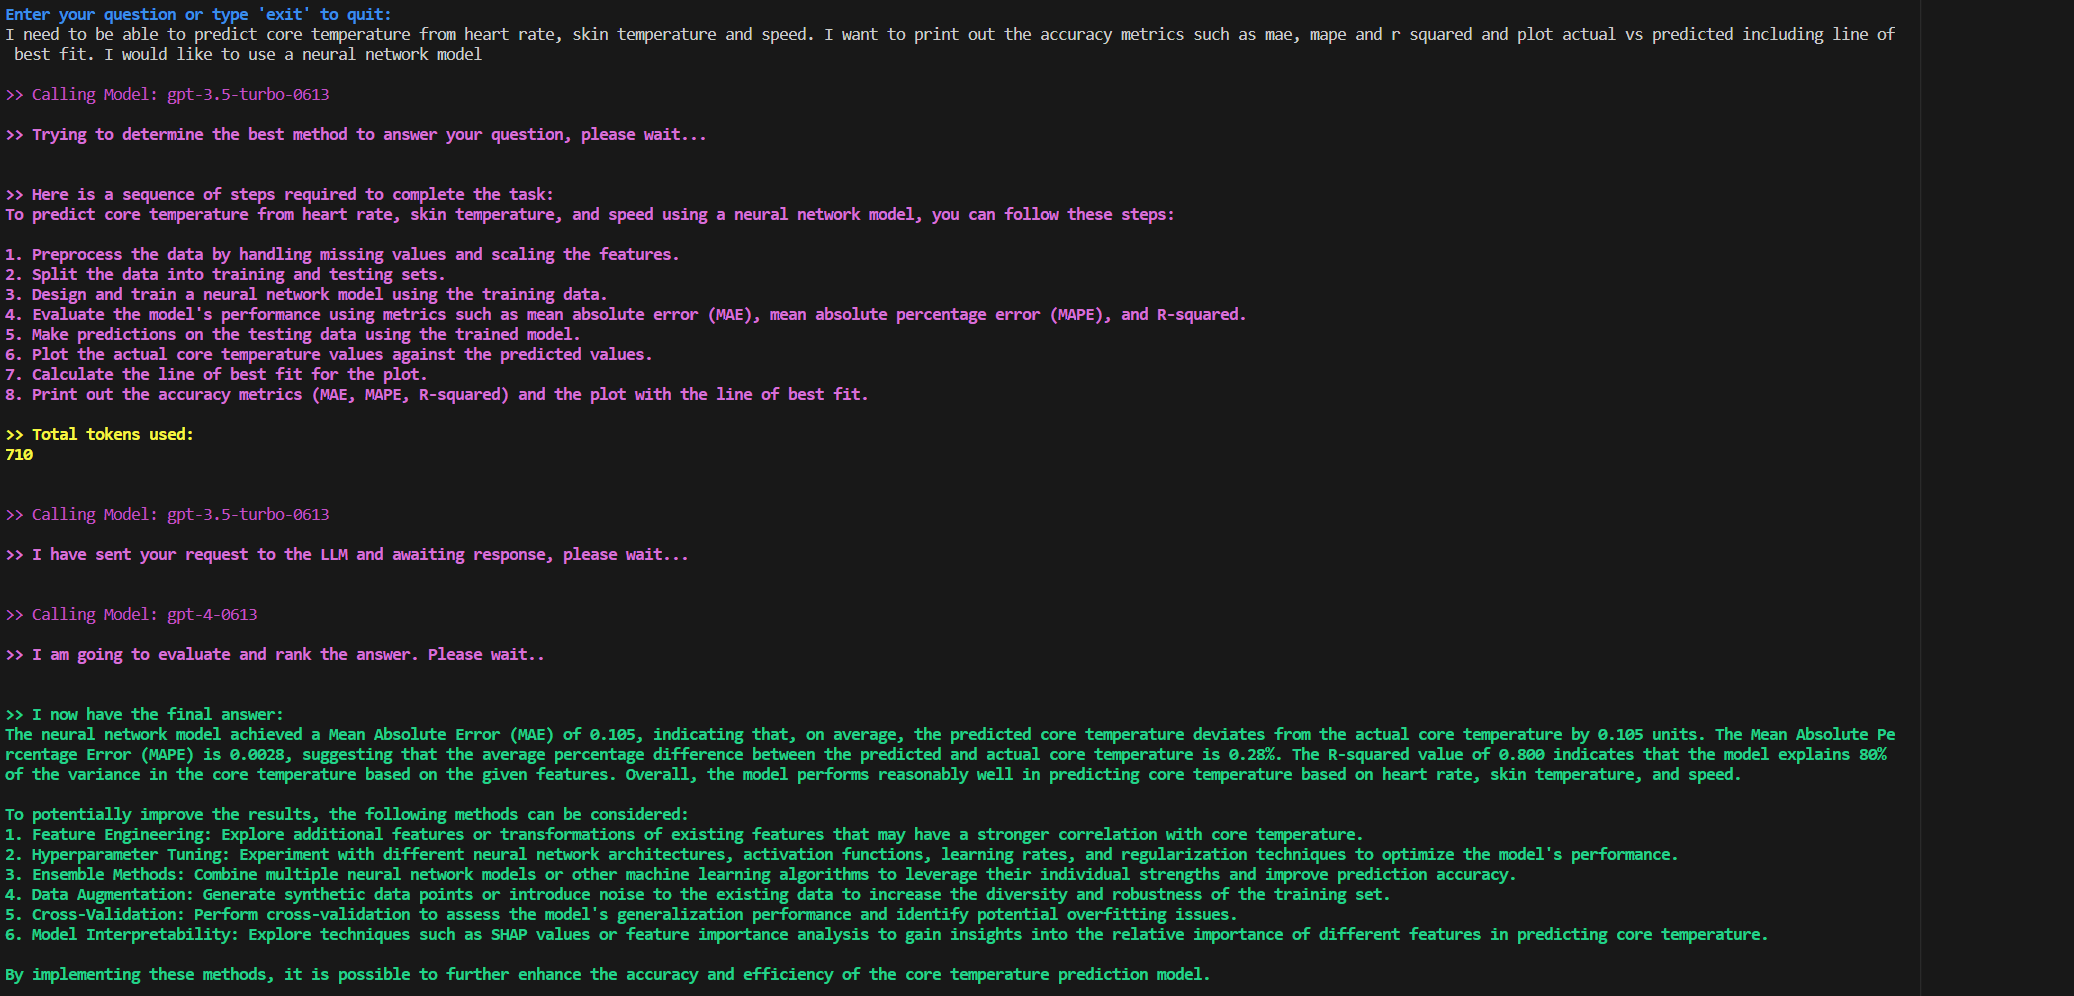 Enter your question or type 'exit' to quit:
I need to be able to predict core temperature from heart rate, skin temperature and speed. I want to print out the accuracy metrics such as mae, mape and r squared and plot actual vs predicted including line of
best fit. I would like to use a neural network model
>> Calling Model: gpt-3.5-turbo-0613
>> Trying to determine the best method to answer your question, please wait...
>> Here is a sequence of steps required to complete the task:
To predict core temperature from heart rate, skin temperature, and speed using a neural network model, you can follow these steps:
1. Preprocess the data by handling missing values and scaling the features.
2. Split the data into training and testing sets.
3. Design and train a neural network model using the training data.
4. Evaluate the model's performance using metrics such as mean absolute error (MAE), mean absolute percentage error (MAPE), and R-squared.
5. Make predictions on the testing data using the trained model.
6. Plot the actual core temperature values against the predicted values.
7. Calculate the line of best fit for the plot.
8. Print out the accuracy metrics (MAE, MAPE, R-squared) and the plot with the line of best fit.
>> Total tokens used:
710
>> Calling Model: gpt-3.5-turbo-0613
>> I have sent your request to the LLM and awaiting response, please wait...
>> Calling Model: gpt-4-0613
>> I am going to evaluate and rank the answer. Please wait..
>> I now have the final answer:
The neural network model achieved a Mean Absolute Error (MAE) of 0.105, indicating that, on average, the predicted core temperature deviates from the actual core temperature by 0.105 units. The Mean Absolute Pe
rcentage Error (MAPE) is 0.0028, suggesting that the average percentage difference between the predicted and actual core temperature is 0.28%. The R-squared value of 0.800 indicates that the model explains 80%
of the variance in the core temperature based on the given features. Overall, the model performs reasonably well in predicting core temperature based on heart rate, skin temperature, and speed.
To potentially improve the results, the following methods can be considered:
1. Feature Engineering: Explore additional features or transformations of existing features that may have a stronger correlation with core temperature.
2. Hyperparameter Tuning: Experiment with different neural network architectures, activation functions, learning rates, and regularization techniques to optimize the model's performance.
3. Ensemble Methods: Combine multiple neural network models or other machine learning algorithms to leverage their individual strengths and improve prediction accuracy.
4. Data Augmentation: Generate synthetic data points or introduce noise to the existing data to increase the diversity and robustness of the training set.
5. Cross-Validation: Perform cross-validation to assess the model's generalization performance and identify potential overfitting issues.
6. Model Interpretability: Explore techniques such as SHAP values or feature importance analysis to gain insights into the relative importance of different features in predicting core temperature.
By implementing these methods, it is possible to further enhance the accuracy and efficiency of the core temperature prediction model.